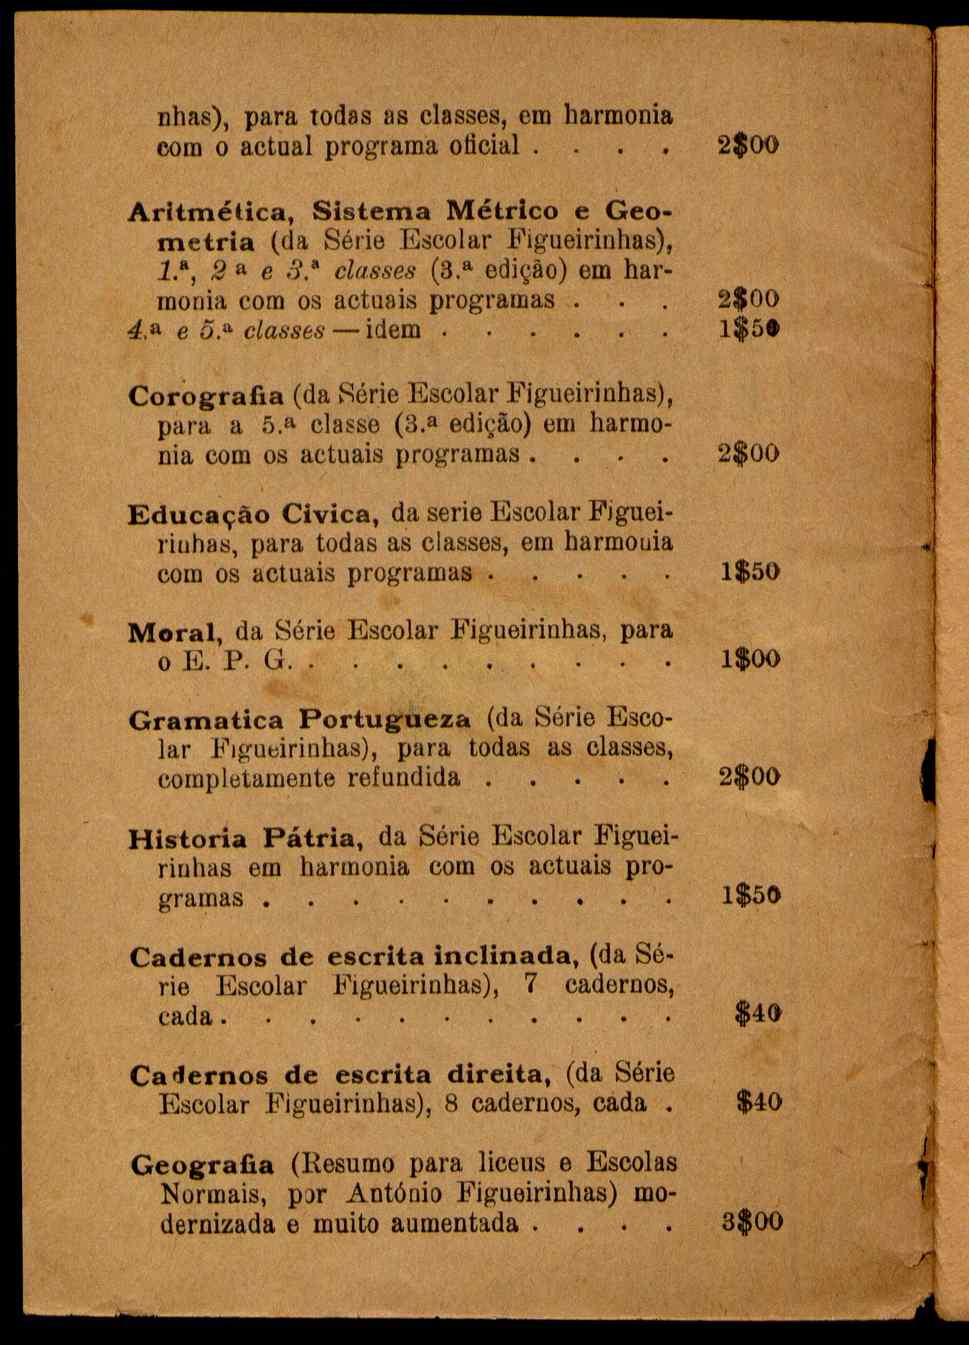 nhas), para todas as classes, em harmonia
com o actual programa oficial . . . . 2$00
Aritmética, Sistema Métrico e Geo-
metria (da Série Escolar Figueirinhas),
1.ª, 2 ª e 3.ª classes (3.ª edição) em har-
monia com os actuais programas . . . 2$00
4.ª e 5.ª classes — idem . . . . . . 1$50
Corografia (da Série Escolar Figueirinhas),
para a 5.ª classe (3.ª edição) em harmo-
nia com os actuais programas . . . . 2$00
Educação Civica, da serie Escolar Figuei-
rinhas, para todas as classes, em harmonia
com os actuais programas . . . . . 1$50
Moral, da Série Escolar Figueirinhas, para
o E. P. G. . . . . . . . . . 1$00
Gramatica Portugueza (da Série Esco-
lar Figueirinhas), para todas as classes,
completamente refundida . . . . . 2$00
Historia Pátria, da Série Escolar Figuei-
rinhas em harmonia com os actuais pro-
gramas . . . . . . . . . . 1$50
Cadernos de escrita inclinada, (da Sé-
rie Escolar Figueirinhas), 7 cadernos,
cada . . . . . . . . . . . $40
Cadernos de escrita direita, (da Série
Escolar Figueirinhas), 8 cadernos, cada . $40
Geografia (Resumo para liceus e Escolas
Normais, por António Figueirinhas) mo-
dernizada e muito aumentada . . . . 3$00